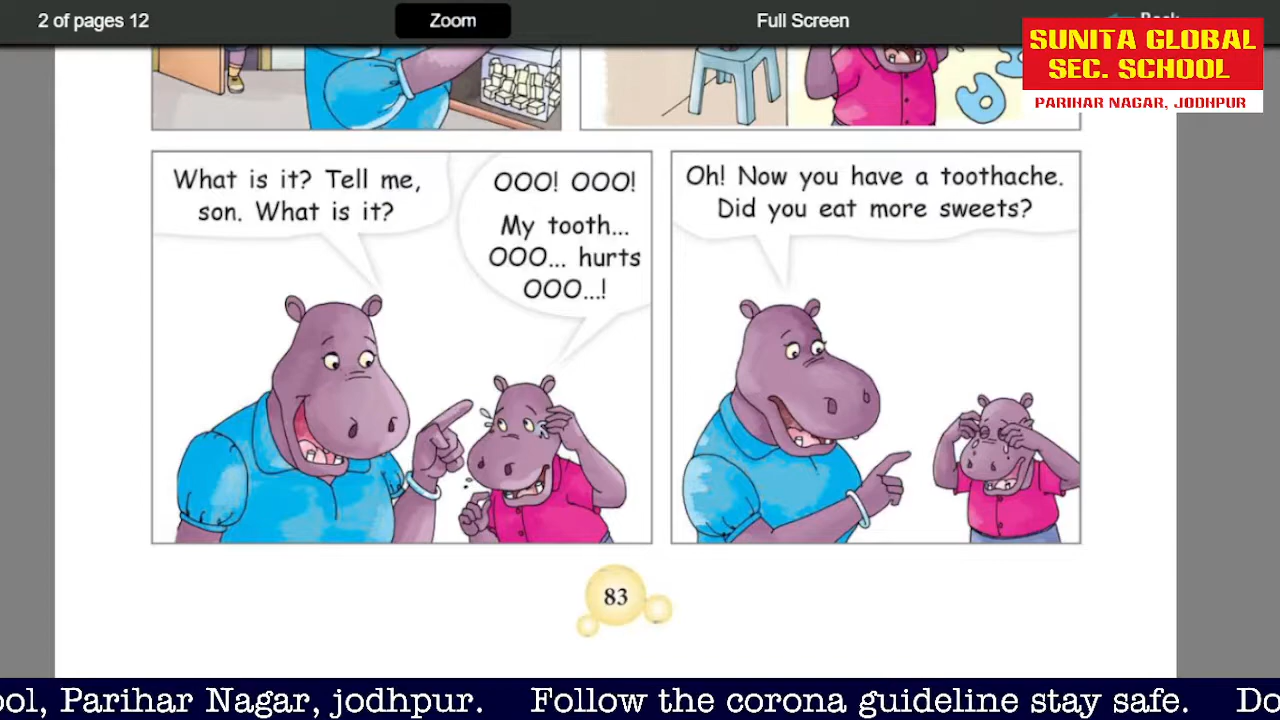 2 of pages 12
Zoom
Full Screen
SUNITA GLOBAL
SEC. SCHOOL
PARIHAR NAGAR, JODHPUR
What is it? Tell me,
son. What is it?
OOO! OOO!
My tooth...
OOO... hurts
OOO...!
Oh! Now you have a toothache.
Did you eat more sweets?
83
Parihar Nagar, jodhpur. Follow the corona guideline stay safe.